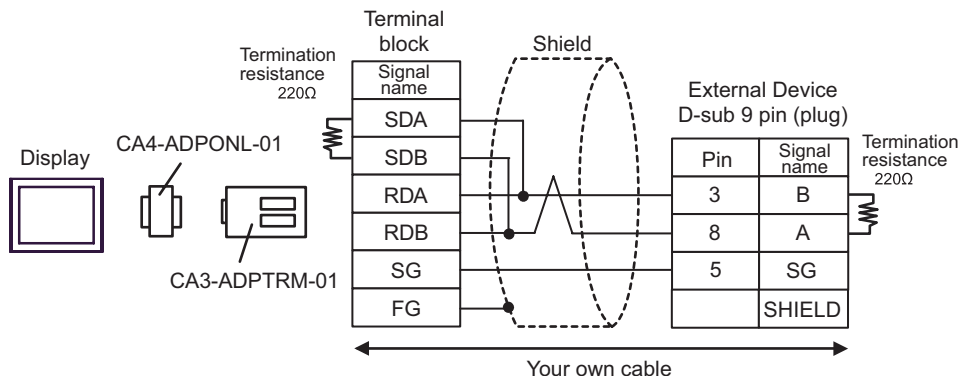 Display
CA4-ADPONL-01
CA3-ADPTRM-01
Termination
resistance
220Ω
Terminal
block
Signal
name
SDA
SDB
RDA
RDB
SG
FG
Shield
External Device
D-sub 9 pin (plug)
Pin
Signal
name
3
B
8
A
5
SG
SHIELD
Termination
resistance
220Ω
Your own cable